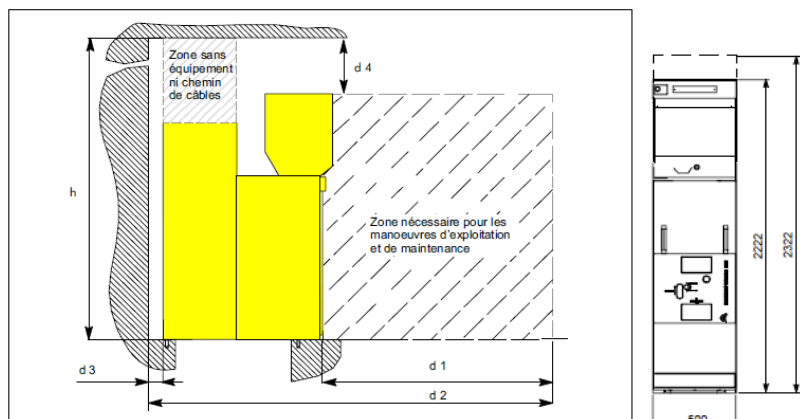 Zone sans
équipement
ni chemin
de câbles
d 4
h
Zone nécessaire pour les
manoeuvres d'exploitation
et de maintenance
d 3
d 1
d 2
2222
2322